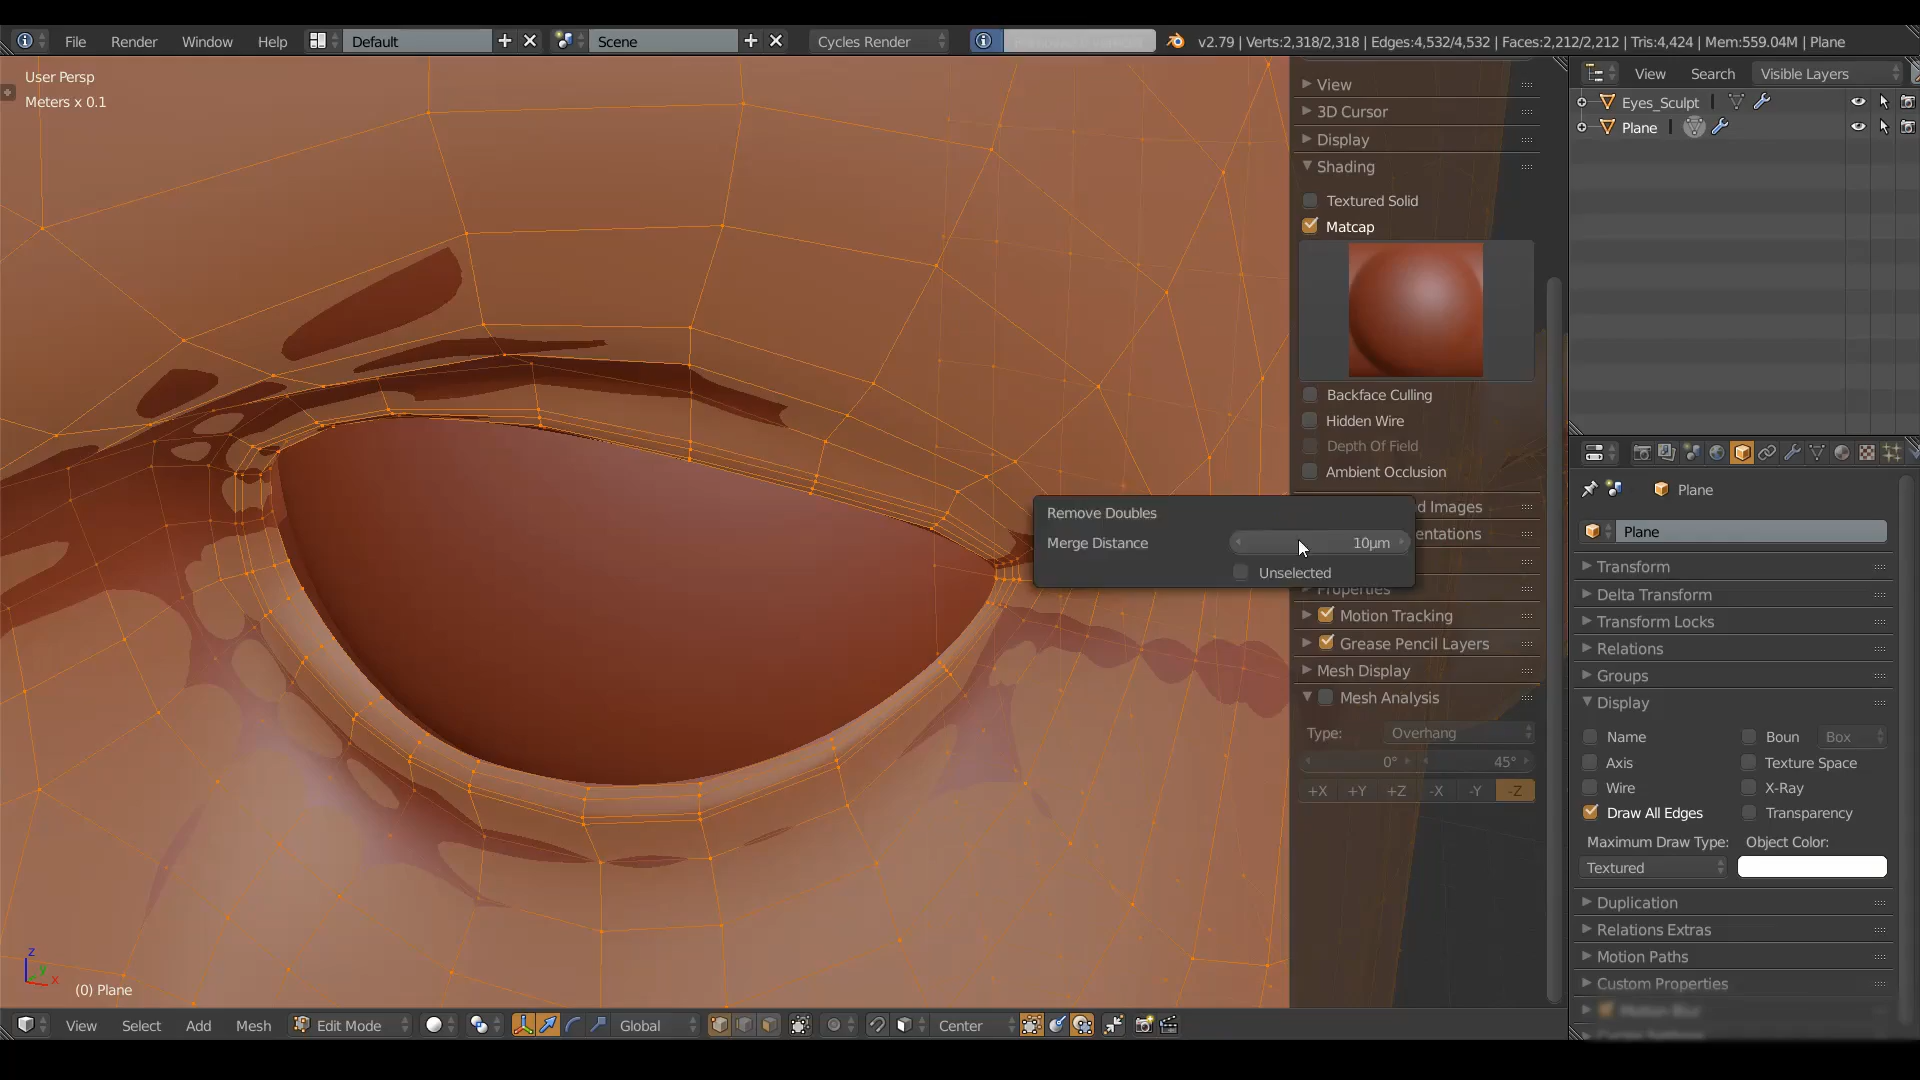 File Render Window Help Default Scene Cycles Render v2.79 | Verts:2,318/2,318 | Edges:4,532/4,532 | Faces:2,212/2,212 | Tris:4,424 | Mem:559.04M | Plane
User Persp
Meters x 0.1
View
3D Cursor
Display
Shading
Textured Solid
Matcap
Backface Culling
Hidden Wire
Depth Of Field
Ambient Occlusion
d Images
entations
Properties
Motion Tracking
Grease Pencil Layers
Mesh Display
Mesh Analysis
Type: Overhang
0° 45°
+X +Y +Z -X -Y -Z
Remove Doubles
Merge Distance 10µm
Unselected
View Search Visible Layers
Eyes_Sculpt
Plane
Plane
Plane
Transform
Delta Transform
Transform Locks
Relations
Groups
Display
Name Boun Box
Axis Texture Space
Wire X-Ray
Draw All Edges Transparency
Maximum Draw Type: Object Color:
Textured
Duplication
Relations Extras
Motion Paths
Custom Properties
Motion Blur
z
y
x
(0) Plane
View Select Add Mesh Edit Mode Global Center